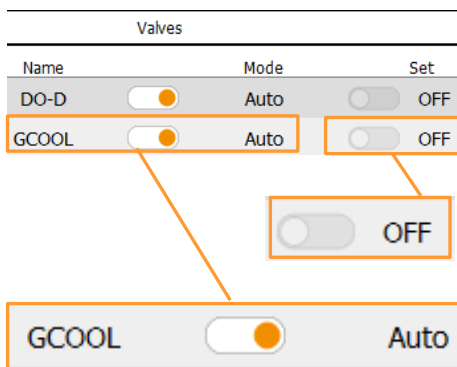 Valves
Name Mode Set
DO-D Auto OFF
GCOOL Auto OFF
OFF
GCOOL Auto